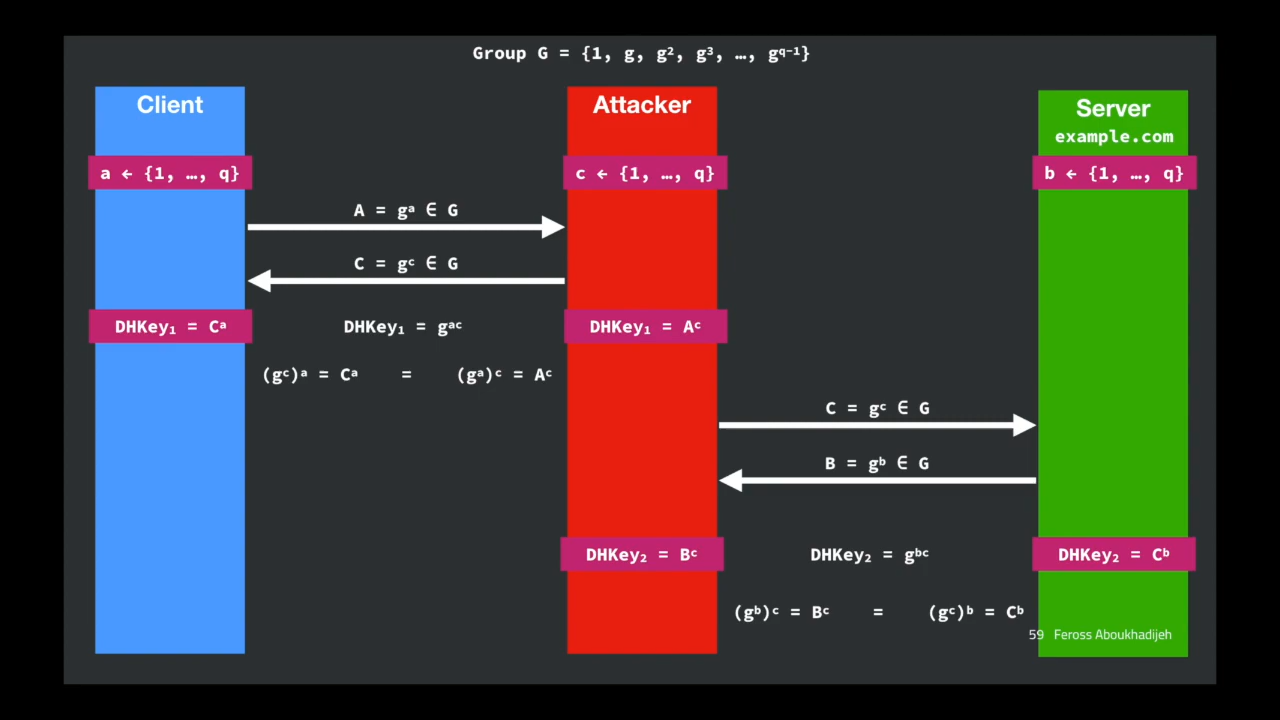 Group G = {1, g, g², g³, …, g^q⁻¹}
Client
Attacker
Server
example.com
a ← {1, …, q}
c ← {1, …, q}
b ← {1, …, q}
A = gᵃ ∈ G
C = gᶜ ∈ G
DHKey₁ = Cᵃ
DHKey₁ = gᵃᶜ
DHKey₁ = Aᶜ
(gᶜ)ᵃ = Cᵃ = (gᵃ)ᶜ = Aᶜ
C = gᶜ ∈ G
B = gᵇ ∈ G
DHKey₂ = Bᶜ
DHKey₂ = gᵇᶜ
DHKey₂ = Cᵇ
(gᵇ)ᶜ = Bᶜ = (gᶜ)ᵇ = Cᵇ
59 Feross Aboukhadijeh